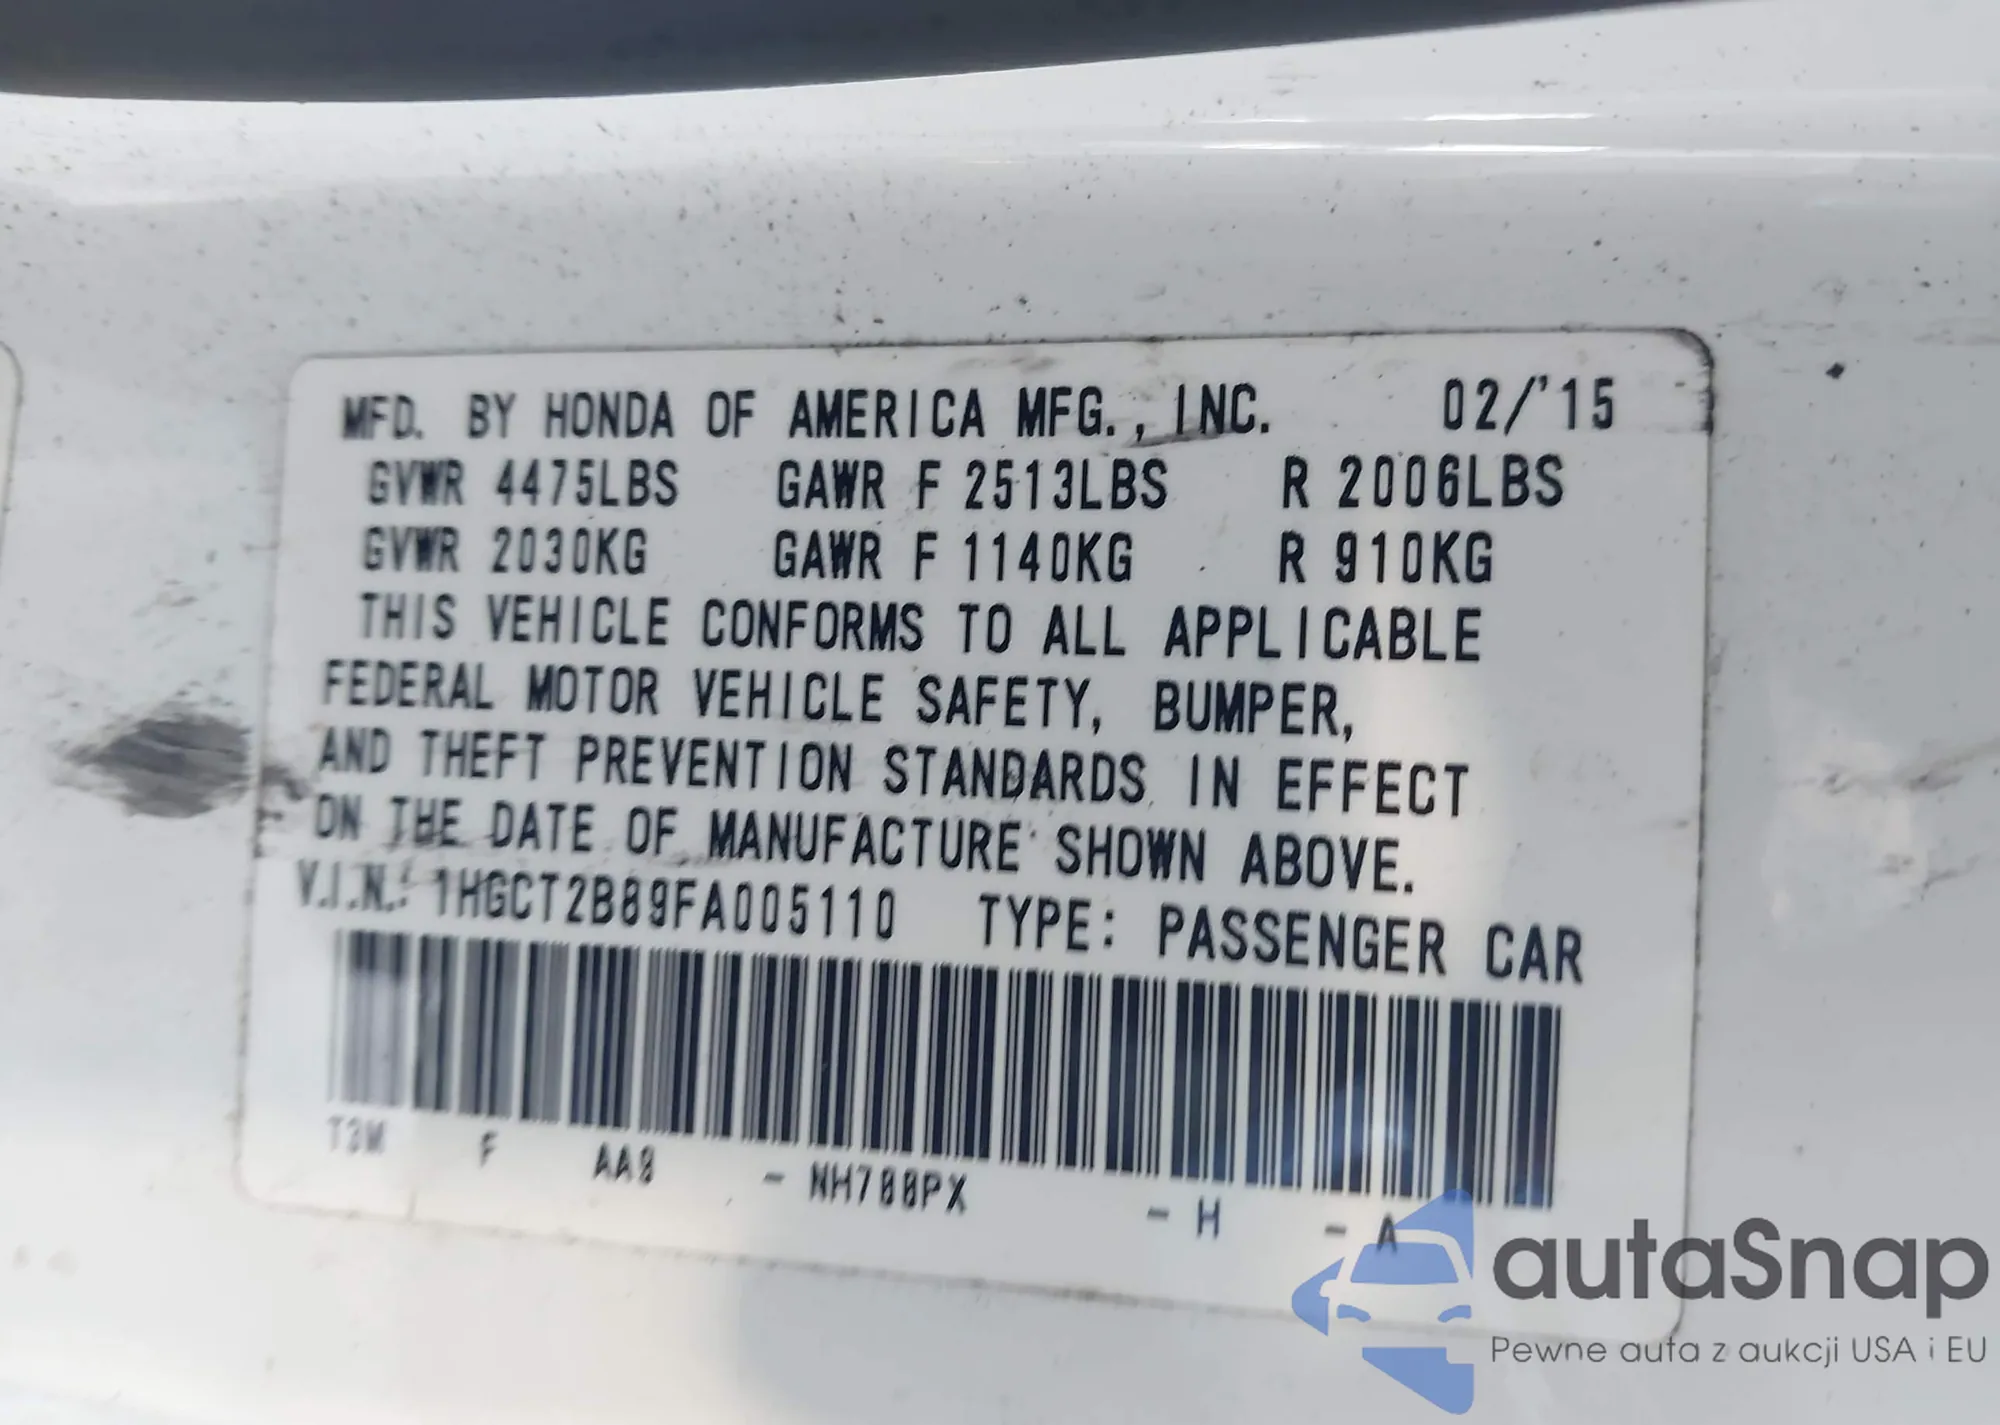 MFD. BY HONDA OF AMERICA MFG., INC. 02/'15
GVWR 4475LBS GAWR F 2513LBS R 2006LBS
GVWR 2030KG GAWR F 1140KG R 910KG
THIS VEHICLE CONFORMS TO ALL APPLICABLE
FEDERAL MOTOR VEHICLE SAFETY, BUMPER,
AND THEFT PREVENTION STANDARDS IN EFFECT
ON THE DATE OF MANUFACTURE SHOWN ABOVE.
V.I.N.: 1HGCT2B89FA005110 TYPE: PASSENGER CAR
T3M F AA9 - NH788PX - H - A
autaSnap
Pewne auta z aukcji USA i EU